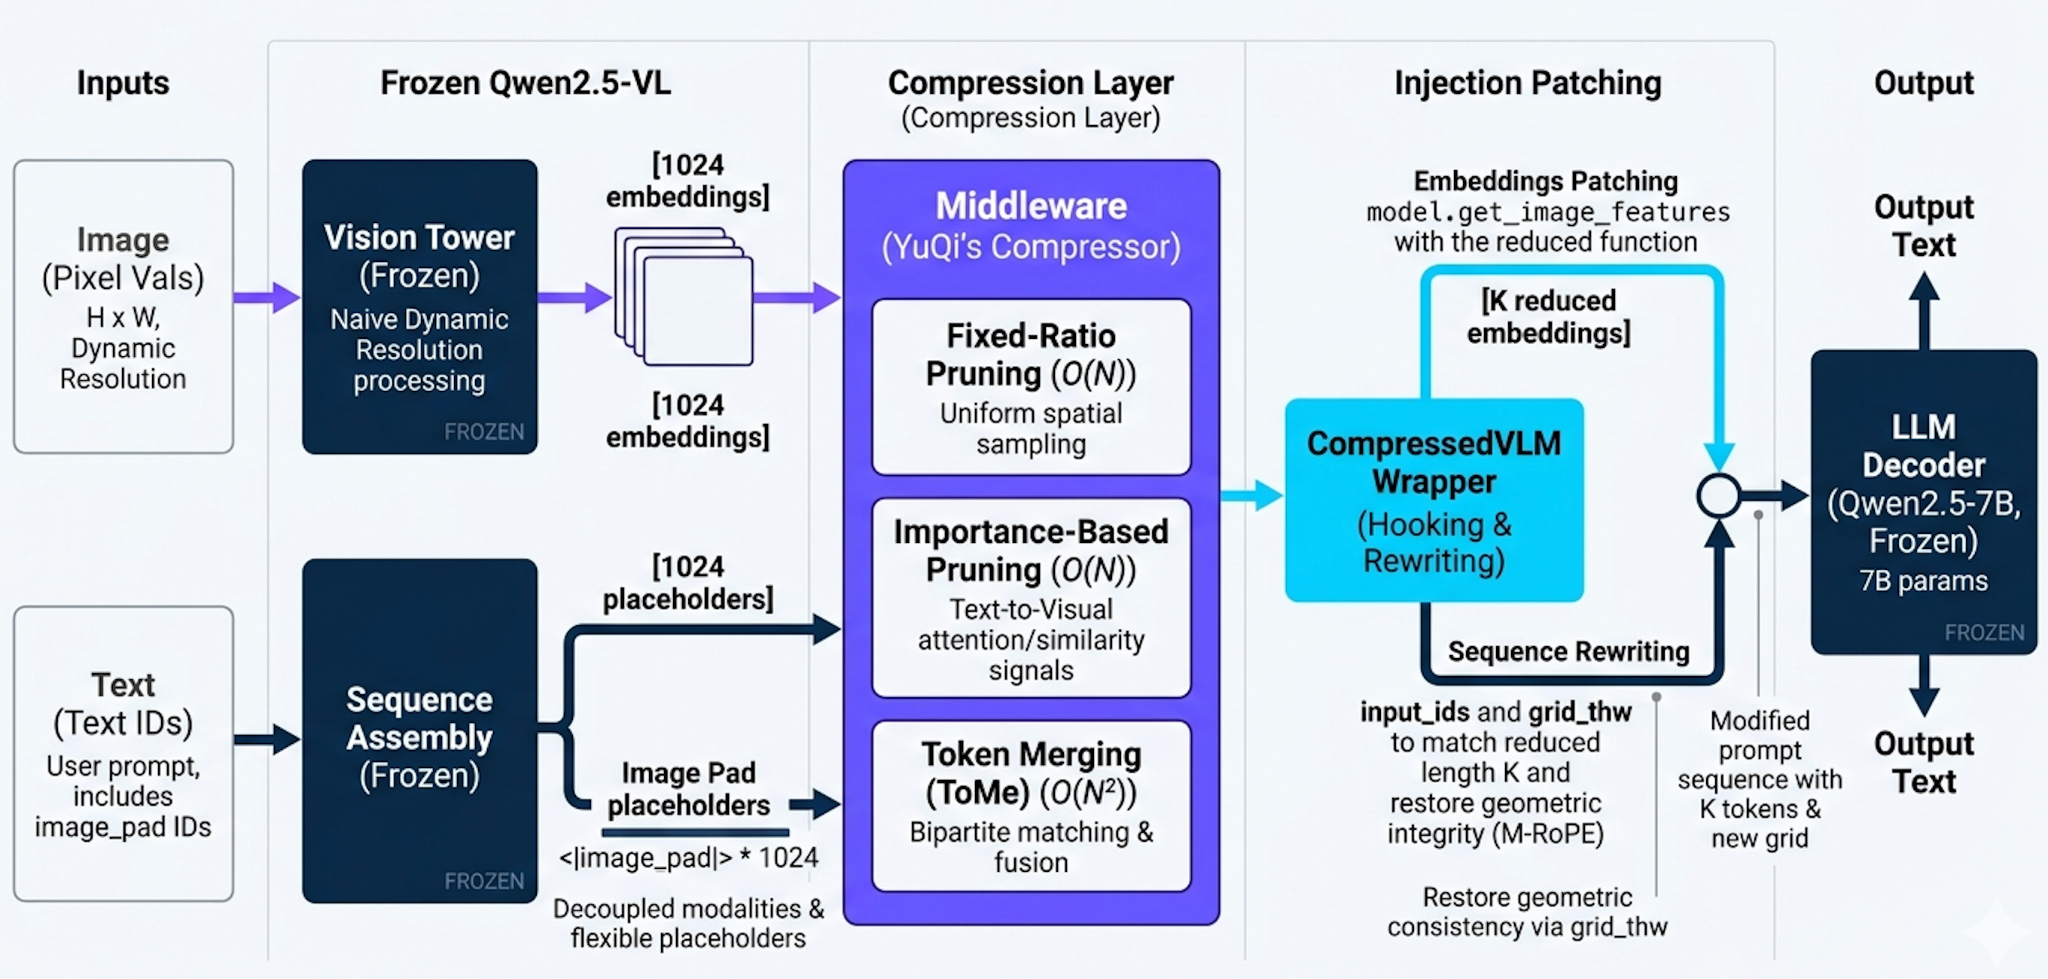 Inputs
Frozen Qwen2.5-VL
Compression Layer
(Compression Layer)
Injection Patching
Output
Image
(Pixel Vals)
H x W,
Dynamic
Resolution
Vision Tower
(Frozen)
Naive Dynamic
Resolution
processing
FROZEN
[1024
embeddings]
[1024
embeddings]
Text
(Text IDs)
User prompt,
includes
image_pad IDs
Sequence
Assembly
(Frozen)
FROZEN
[1024
placeholders]
Image Pad
placeholders
<|image_pad|> * 1024
Decoupled modalities &
flexible placeholders
Middleware
(YuQi's Compressor)
Fixed-Ratio
Pruning (O(N))
Uniform spatial
sampling
Importance-Based
Pruning (O(N))
Text-to-Visual
attention/similarity
signals
Token Merging
(ToMe) (O(N²))
Bipartite matching &
fusion
Embeddings Patching
model.get_image_features
with the reduced function
[K reduced
embeddings]
CompressedVLM
Wrapper
(Hooking &
Rewriting)
Sequence Rewriting
input_ids and grid_thw
to match reduced
length K and
restore geometric
integrity (M-RoPE)
Restore geometric
consistency via grid_thw
Modified
prompt
sequence with
K tokens &
new grid
Output
Text
LLM
Decoder
(Qwen2.5-7B,
Frozen)
7B params
FROZEN
Output
Text